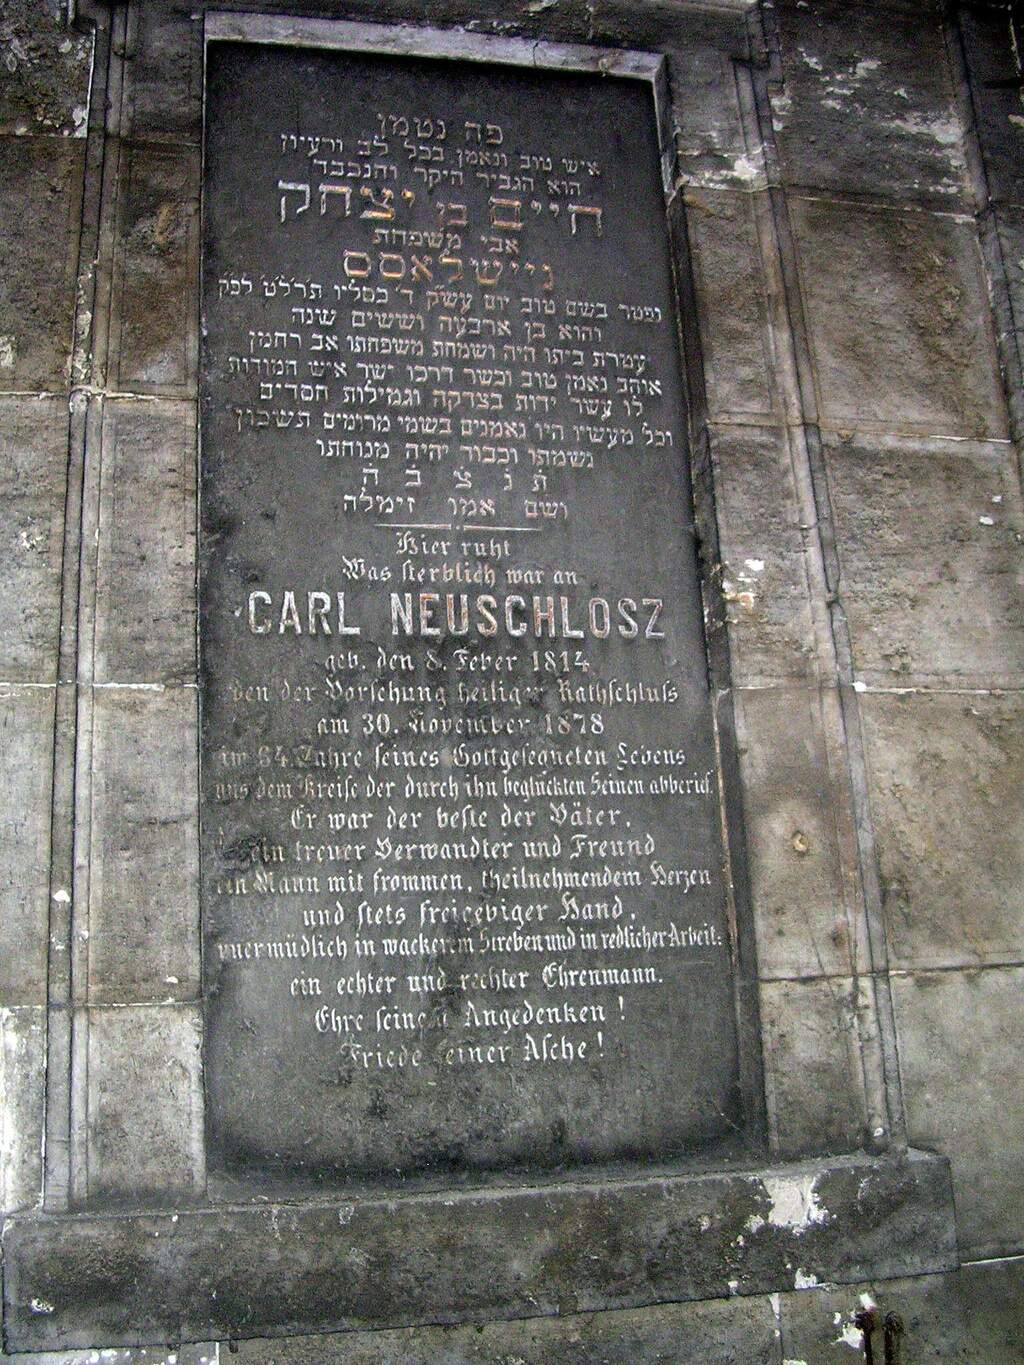 פה נטמן
איש טוב ונאמן בכל לב ורעיון
הוא הגביר היקר והנכבד
חיים בן יצחק
אבי משפחת
ניישלאסס
נפטר בשם טוב יום עש״ק ד׳ כסליו תרל״ט לפ״ק
והוא בן ארבעה וששים שנה
עטרת ביתו היה ושמחת משפחתו אב רחמן
אוהב נאמן טוב וכשר דרכו ישר איש חמודות
לו עשר ידות בצדקה וגמילות חסדים
וכל מעשיו היו נאמנים בשמי מרומים תשכון
נשמתו וכבוד יהיה מנוחתו
ת נ צ ב ה
ושם אמו זימלה
Hier ruht
Was sterblich war an
CARL NEUSCHLOSZ
geb. den 8. Feber 1814
den der Vorsehung heiliger Rathschluss
am 30. November 1878
im 64. Jahre seines Gottgesegneten Lebens
aus dem Kreise der durch ihn beglückten Seinen abberief.
Er war der beste der Väter,
ein treuer Verwandter und Freund
ein Mann mit frommen, theilnehmendem Herzen
und stets freigebiger Hand,
unermüdlich in wackerem Streben und in redlicher Arbeit:
ein echter und rechter Ehrenmann.
Ehre seinem Angedenken!
Friede seiner Asche!